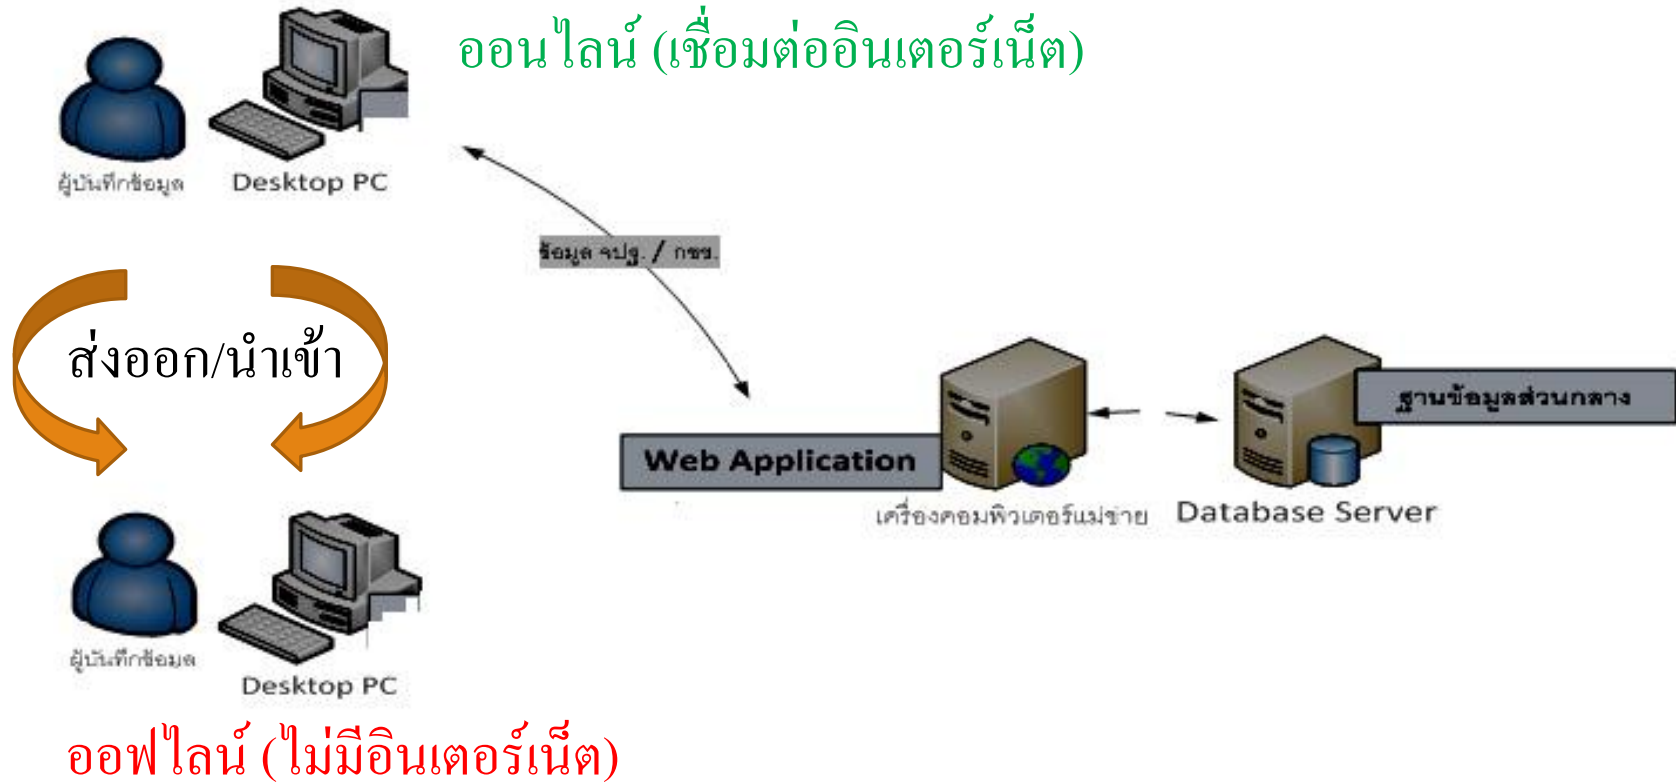 ออนไลน์ (เชื่อมต่ออินเตอร์เน็ต)
ผู้บันทึกข้อมูล
Desktop PC
ข้อมูล จปฐ. / กชช.
ส่งออก/นำเข้า
ฐานข้อมูลส่วนกลาง
Web Application
เครื่องคอมพิวเตอร์แม่ข่าย
Database Server
ผู้บันทึกข้อมูล
Desktop PC
ออฟไลน์ (ไม่มีอินเตอร์เน็ต)